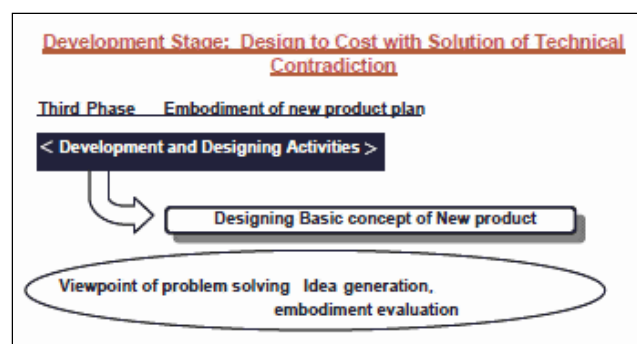 Development Stage: Design to Cost with Solution of Technical
Contradiction
Third Phase Embodiment of new product plan
< Development and Designing Activities >
Designing Basic concept of New product
Viewpoint of problem solving Idea generation,
embodiment evaluation